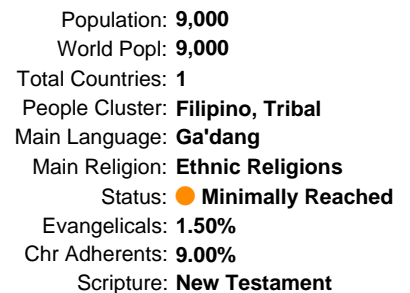 Population: 9,000
World Popl: 9,000
Total Countries: 1
People Cluster: Filipino, Tribal
Main Language: Ga'dang
Main Religion: Ethnic Religions
Status: Minimally Reached
Evangelicals: 1.50%
Chr Adherents: 9.00%
Scripture: New Testament